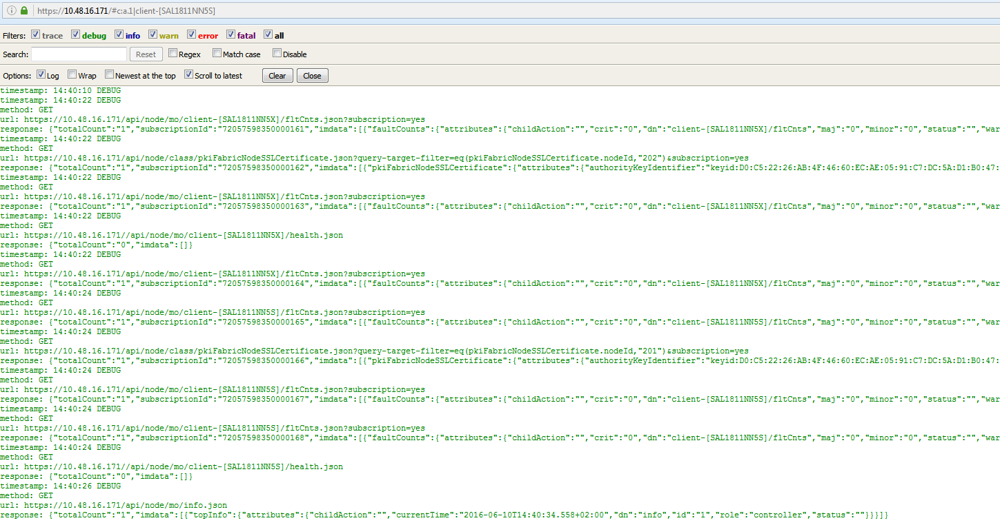 https://10.48.16.171/#c:a.1|client-[SAL1811NN5S]
Filters: trace debug info warn error fatal all
Search: Reset Regex Match case Disable
Options: Log Wrap Newest at the top Scroll to latest Clear Close
timestamp: 14:40:10 DEBUG
timestamp: 14:40:22 DEBUG
method: GET
url: https://10.48.16.171/api/node/mo/client-[SAL1811NN5X]/fltCnts.json?subscription=yes
response: {"totalCount":"1","subscriptionId":"72057598350000161","imdata":[{"faultCounts":{"attributes":{"childAction":"","crit":"0","dn":"client-[SAL1811NN5X]/fltCnts","maj":"0","minor":"0","status":"","war
timestamp: 14:40:22 DEBUG
method: GET
url: https://10.48.16.171/api/node/class/pkiFabricNodeSSLCertificate.json?query-target-filter=eq(pkiFabricNodeSSLCertificate.nodeId,"202")&subscription=yes
response: {"totalCount":"1","subscriptionId":"72057598350000162","imdata":[{"pkiFabricNodeSSLCertificate":{"attributes":{"authorityKeyIdentifier":"keyid:D0:C5:22:26:AB:4F:46:60:EC:AE:05:91:C7:DC:5A:D1:B0:47:
timestamp: 14:40:22 DEBUG
method: GET
url: https://10.48.16.171/api/node/mo/client-[SAL1811NN5X]/fltCnts.json?subscription=yes
response: {"totalCount":"1","subscriptionId":"72057598350000163","imdata":[{"faultCounts":{"attributes":{"childAction":"","crit":"0","dn":"client-[SAL1811NN5X]/fltCnts","maj":"0","minor":"0","status":"","war
timestamp: 14:40:22 DEBUG
method: GET
url: https://10.48.16.171//api/node/mo/client-[SAL1811NN5X]/health.json
response: {"totalCount":"0","imdata":[]}
timestamp: 14:40:22 DEBUG
method: GET
url: https://10.48.16.171/api/node/mo/client-[SAL1811NN5X]/fltCnts.json?subscription=yes
response: {"totalCount":"1","subscriptionId":"72057598350000164","imdata":[{"faultCounts":{"attributes":{"childAction":"","crit":"0","dn":"client-[SAL1811NN5X]/fltCnts","maj":"0","minor":"0","status":"","war
timestamp: 14:40:24 DEBUG
method: GET
url: https://10.48.16.171/api/node/mo/client-[SAL1811NN5S]/fltCnts.json?subscription=yes
response: {"totalCount":"1","subscriptionId":"72057598350000165","imdata":[{"faultCounts":{"attributes":{"childAction":"","crit":"0","dn":"client-[SAL1811NN5S]/fltCnts","maj":"0","minor":"0","status":"","war
timestamp: 14:40:24 DEBUG
method: GET
url: https://10.48.16.171/api/node/class/pkiFabricNodeSSLCertificate.json?query-target-filter=eq(pkiFabricNodeSSLCertificate.nodeId,"201")&subscription=yes
response: {"totalCount":"1","subscriptionId":"72057598350000166","imdata":[{"pkiFabricNodeSSLCertificate":{"attributes":{"authorityKeyIdentifier":"keyid:D0:C5:22:26:AB:4F:46:60:EC:AE:05:91:C7:DC:5A:D1:B0:47:
timestamp: 14:40:24 DEBUG
method: GET
url: https://10.48.16.171/api/node/mo/client-[SAL1811NN5S]/fltCnts.json?subscription=yes
response: {"totalCount":"1","subscriptionId":"72057598350000167","imdata":[{"faultCounts":{"attributes":{"childAction":"","crit":"0","dn":"client-[SAL1811NN5S]/fltCnts","maj":"0","minor":"0","status":"","war
timestamp: 14:40:24 DEBUG
method: GET
url: https://10.48.16.171/api/node/mo/client-[SAL1811NN5S]/fltCnts.json?subscription=yes
response: {"totalCount":"1","subscriptionId":"72057598350000168","imdata":[{"faultCounts":{"attributes":{"childAction":"","crit":"0","dn":"client-[SAL1811NN5S]/fltCnts","maj":"0","minor":"0","status":"","war
timestamp: 14:40:24 DEBUG
method: GET
url: https://10.48.16.171//api/node/mo/client-[SAL1811NN5S]/health.json
response: {"totalCount":"0","imdata":[]}
timestamp: 14:40:26 DEBUG
method: GET
url: https://10.48.16.171/api/node/mo/info.json
response: {"totalCount":"1","imdata":[{"topInfo":{"attributes":{"childAction":"","currentTime":"2016-06-10T14:40:34.558+02:00","dn":"info","id":"1","role":"controller","status":""}}}]}